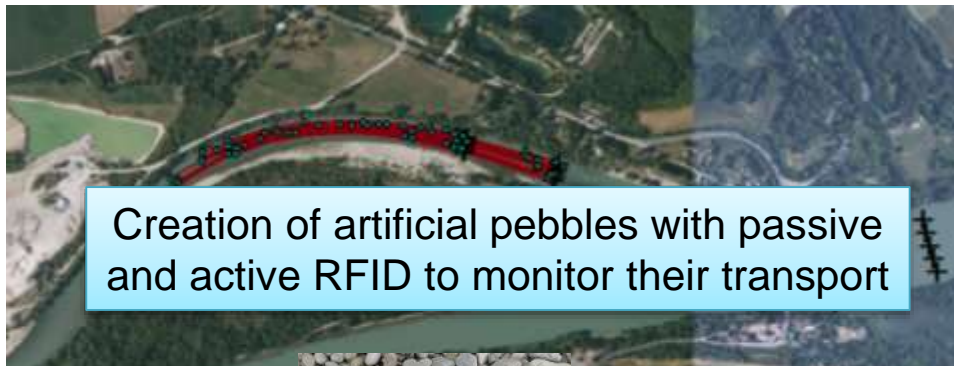 Creation of artificial pebbles with passive
and active RFID to monitor their transport